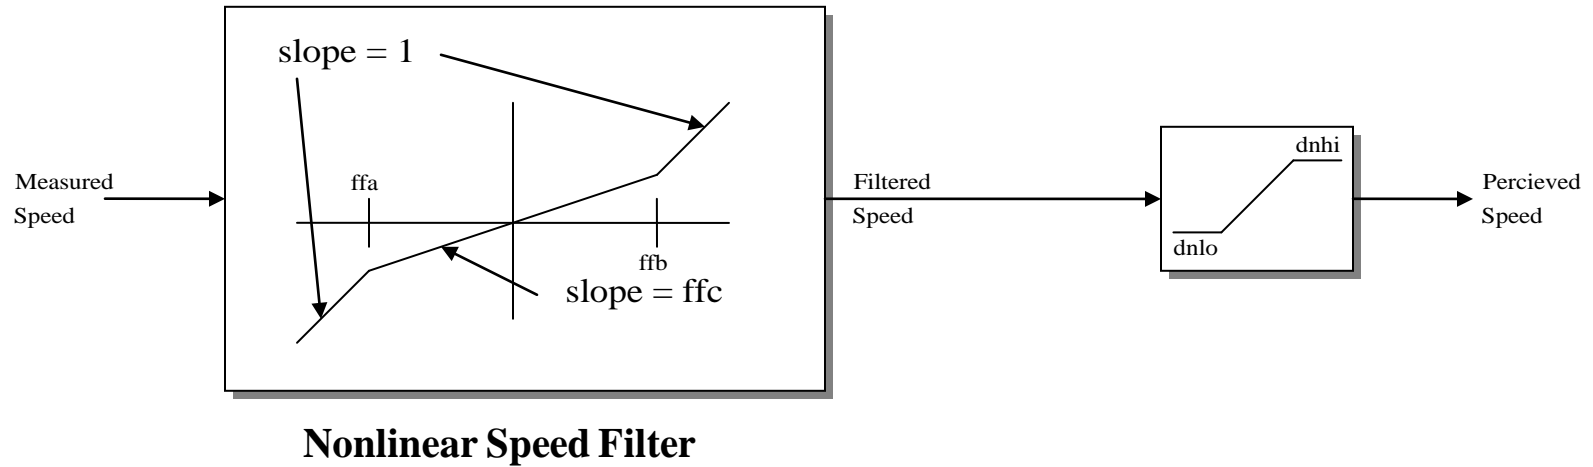 slope = 1
Measured
Speed
ffa
ffb
slope = ffc
Filtered
Speed
dnhi
dnlo
Percieved
Speed
Nonlinear Speed Filter